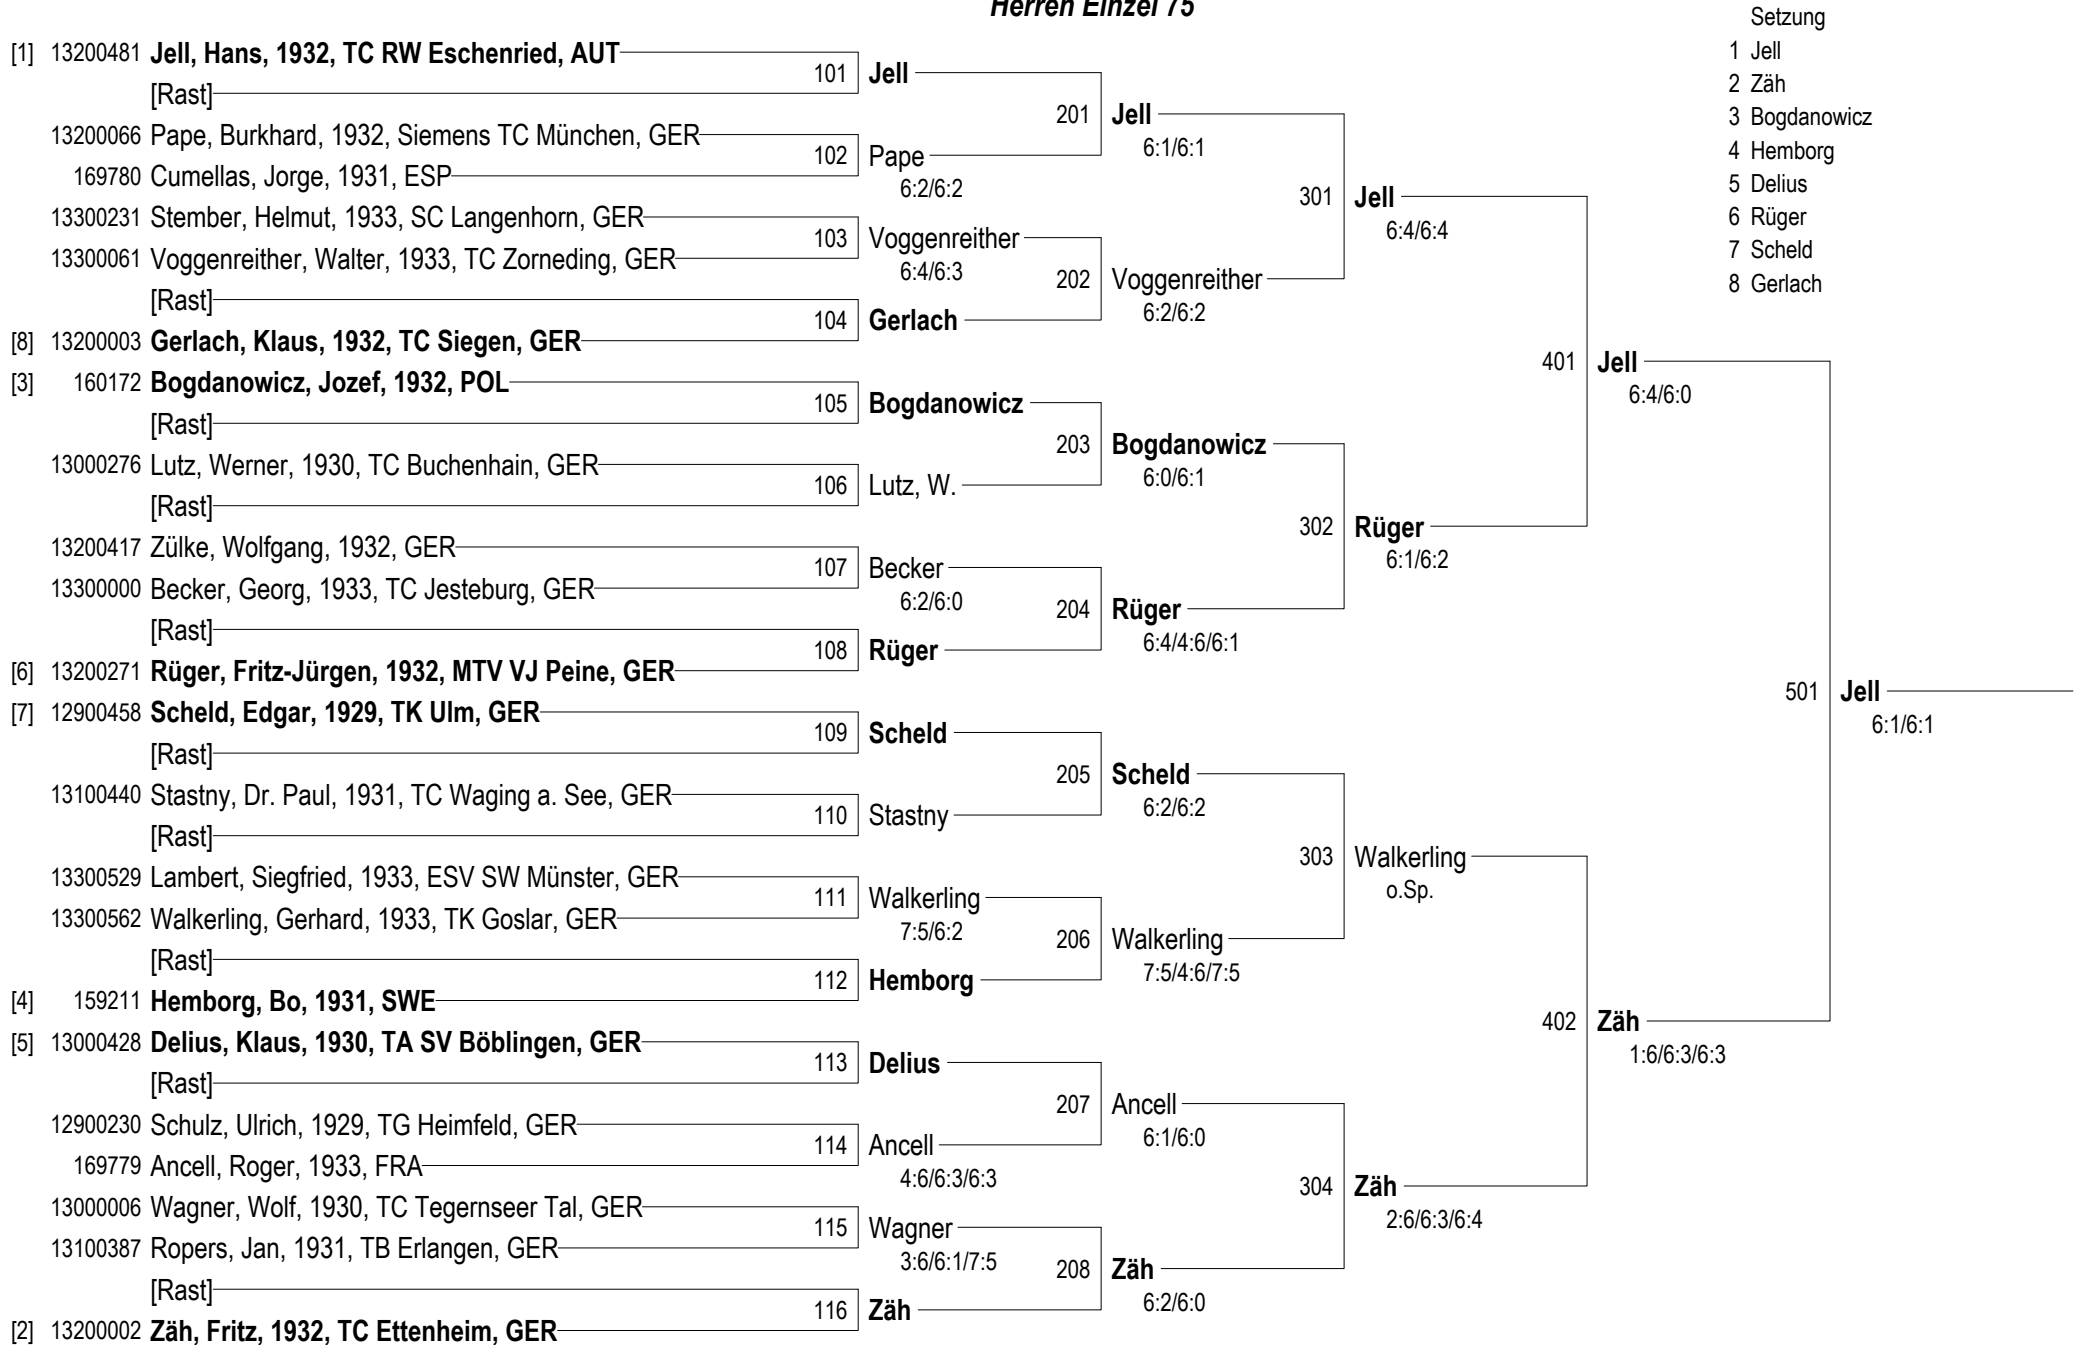 Herren Einzel 75
Setzung
1 Jell
2 Zäh
3 Bogdanowicz
4 Hemborg
5 Delius
6 Rüger
7 Scheld
8 Gerlach
[1] 13200481 Jell, Hans, 1932, TC RW Eschenried, AUT
[Rast]
13200066 Pape, Burkhard, 1932, Siemens TC München, GER
169780 Cumellas, Jorge, 1931, ESP
13300231 Stember, Helmut, 1933, SC Langenhorn, GER
13300061 Voggenreither, Walter, 1933, TC Zorneding, GER
[Rast]
[8] 13200003 Gerlach, Klaus, 1932, TC Siegen, GER
[3] 160172 Bogdanowicz, Jozef, 1932, POL
[Rast]
13000276 Lutz, Werner, 1930, TC Buchenhain, GER
[Rast]
13200417 Zülke, Wolfgang, 1932, GER
13300000 Becker, Georg, 1933, TC Jesteburg, GER
[Rast]
[6] 13200271 Rüger, Fritz-Jürgen, 1932, MTV VJ Peine, GER
[7] 12900458 Scheld, Edgar, 1929, TK Ulm, GER
[Rast]
13100440 Stastny, Dr. Paul, 1931, TC Waging a. See, GER
[Rast]
13300529 Lambert, Siegfried, 1933, ESV SW Münster, GER
13300562 Walkerling, Gerhard, 1933, TK Goslar, GER
[Rast]
[4] 159211 Hemborg, Bo, 1931, SWE
[5] 13000428 Delius, Klaus, 1930, TA SV Böblingen, GER
[Rast]
12900230 Schulz, Ulrich, 1929, TG Heimfeld, GER
169779 Ancell, Roger, 1933, FRA
13000006 Wagner, Wolf, 1930, TC Tegernseer Tal, GER
13100387 Ropers, Jan, 1931, TB Erlangen, GER
[Rast]
[2] 13200002 Zäh, Fritz, 1932, TC Ettenheim, GER
101 Jell
102 Pape
6:2/6:2
103 Voggenreither
6:4/6:3
104 Gerlach
105 Bogdanowicz
106 Lutz, W.
107 Becker
6:2/6:0
108 Rüger
109 Scheld
110 Stastny
111 Walkerling
7:5/6:2
112 Hemborg
113 Delius
114 Ancell
4:6/6:3/6:3
115 Wagner
3:6/6:1/7:5
116 Zäh
201 Jell
6:1/6:1
202 Voggenreither
6:2/6:2
203 Bogdanowicz
6:0/6:1
204 Rüger
6:4/4:6/6:1
205 Scheld
6:2/6:2
206 Walkerling
7:5/4:6/7:5
207 Ancell
6:1/6:0
208 Zäh
6:2/6:0
301 Jell
6:4/6:4
302 Rüger
6:1/6:2
303 Walkerling
o.Sp.
304 Zäh
2:6/6:3/6:4
401 Jell
6:4/6:0
402 Zäh
1:6/6:3/6:3
501 Jell
6:1/6:1